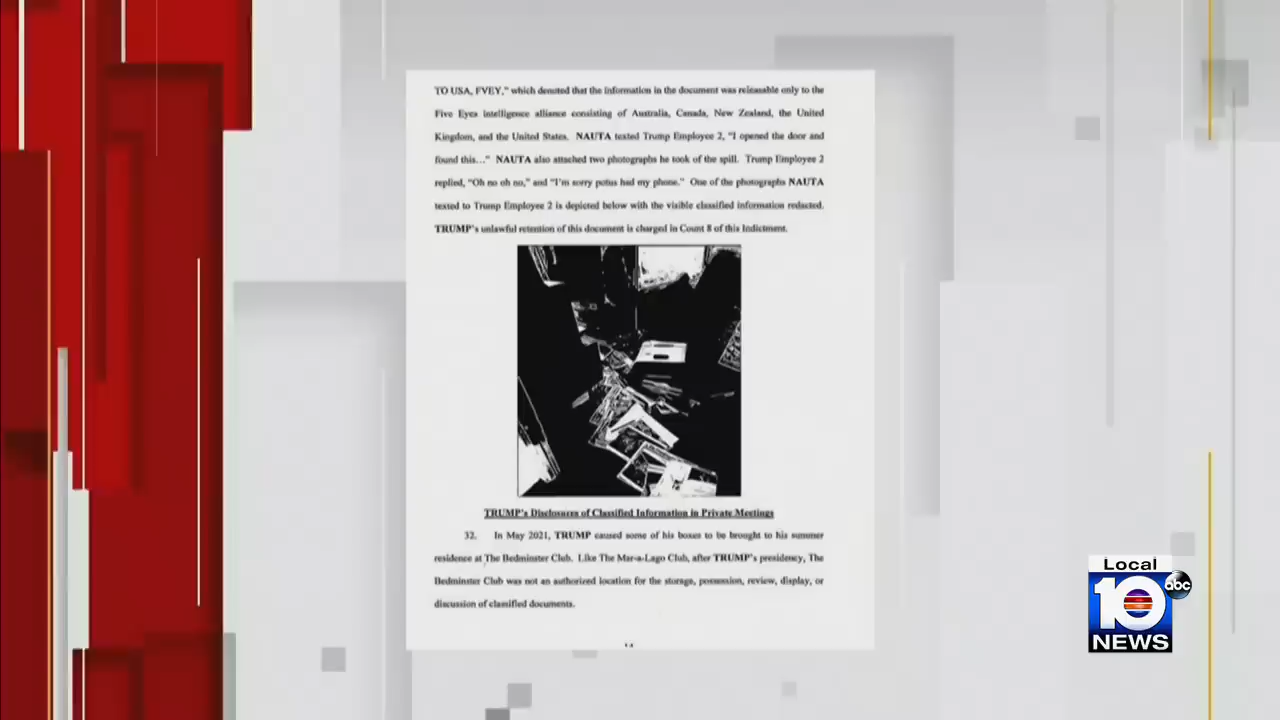 TO USA, FVEY," which denoted that the information in the document was releasable only to the
Five Eyes intelligence alliance consisting of Australia, Canada, New Zealand, the United
Kingdom, and the United States. NAUTA texted Trump Employee 2, "I opened the door and
found this..." NAUTA also attached two photographs he took of the spill. Trump Employee 2
replied, "Oh no oh no," and "I'm sorry potus had my phone." One of the photographs NAUTA
texted to Trump Employee 2 is depicted below with the visible classified information redacted.
TRUMP's unlawful retention of this document is charged in Count 8 of this Indictment.
TRUMP's Disclosures of Classified Information in Private Meetings
32. In May 2021, TRUMP caused some of his boxes to be brought to his summer
residence at The Bedminster Club. Like The Mar-a-Lago Club, after TRUMP's presidency, The
Bedminster Club was not an authorized location for the storage, possession, review, display, or
discussion of classified documents.
Local
10
abc
NEWS